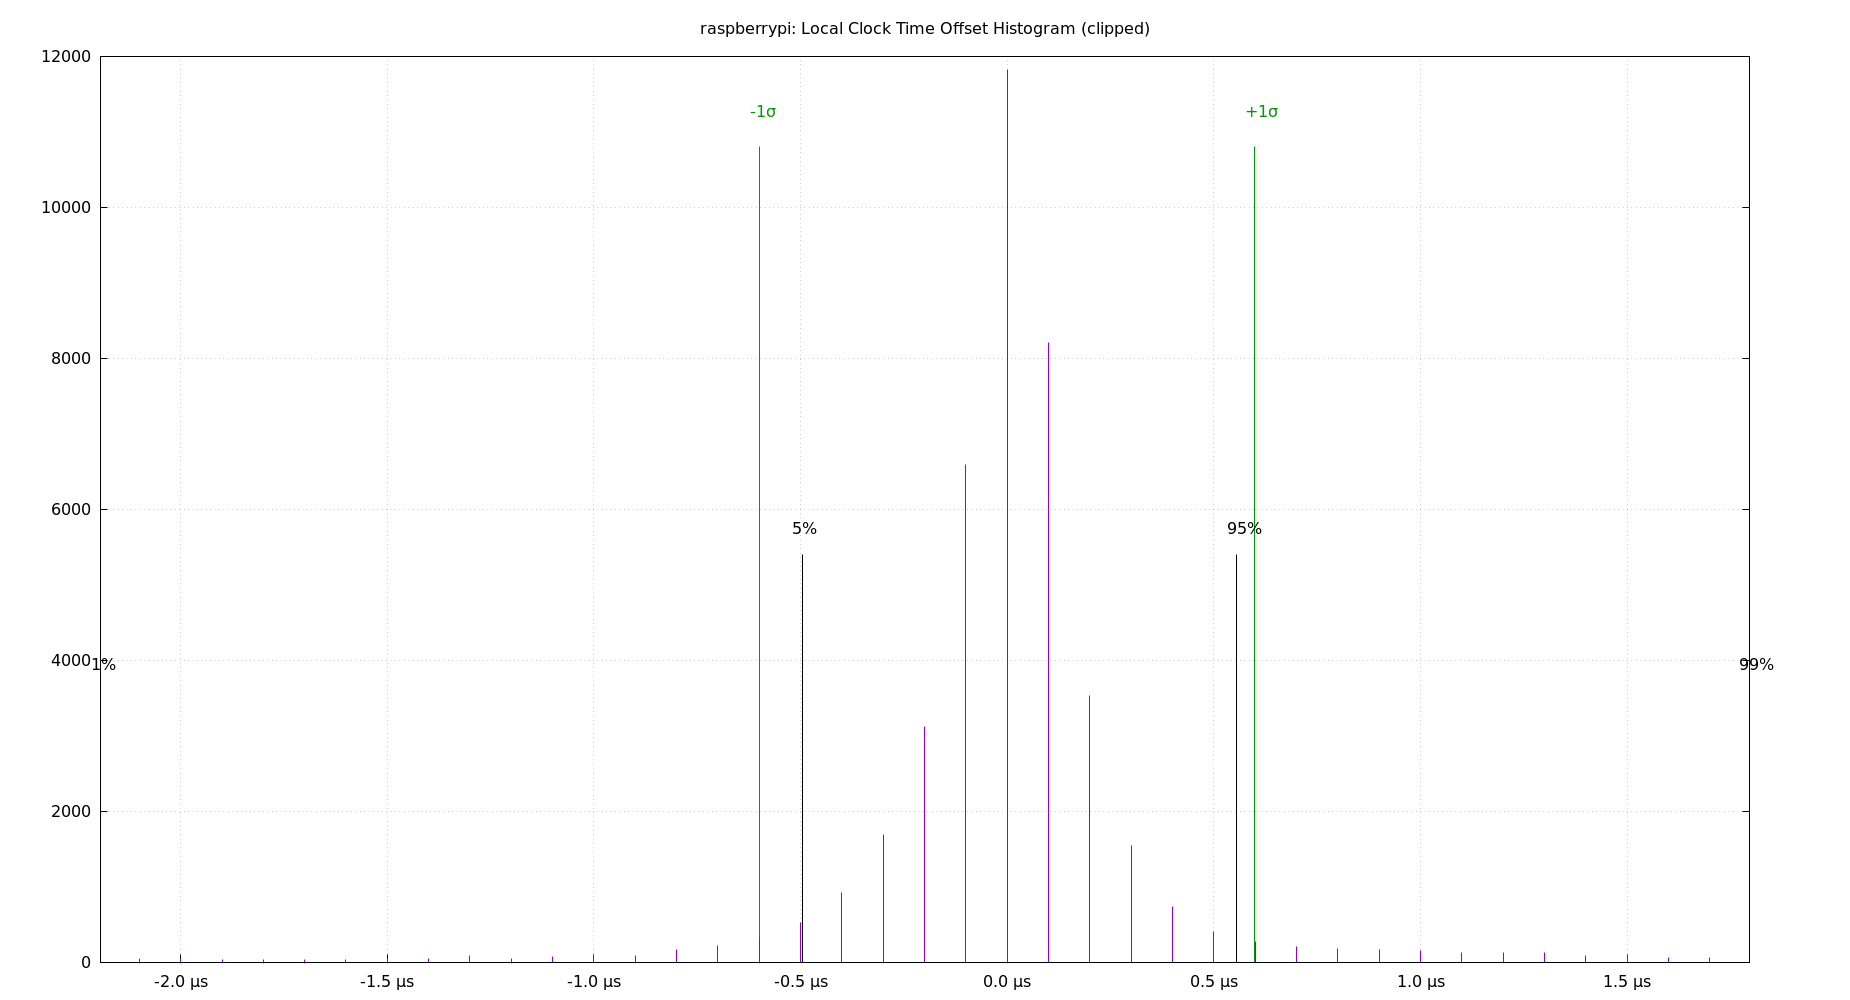 raspberrypi: Local Clock Time Offset Histogram (clipped)
12000
-1σ
+1σ
10000
8000
6000
5%
95%
4000
1%
99%
2000
0
-2.0 µs
-1.5 µs
-1.0 µs
-0.5 µs
0.0 µs
0.5 µs
1.0 µs
1.5 µs